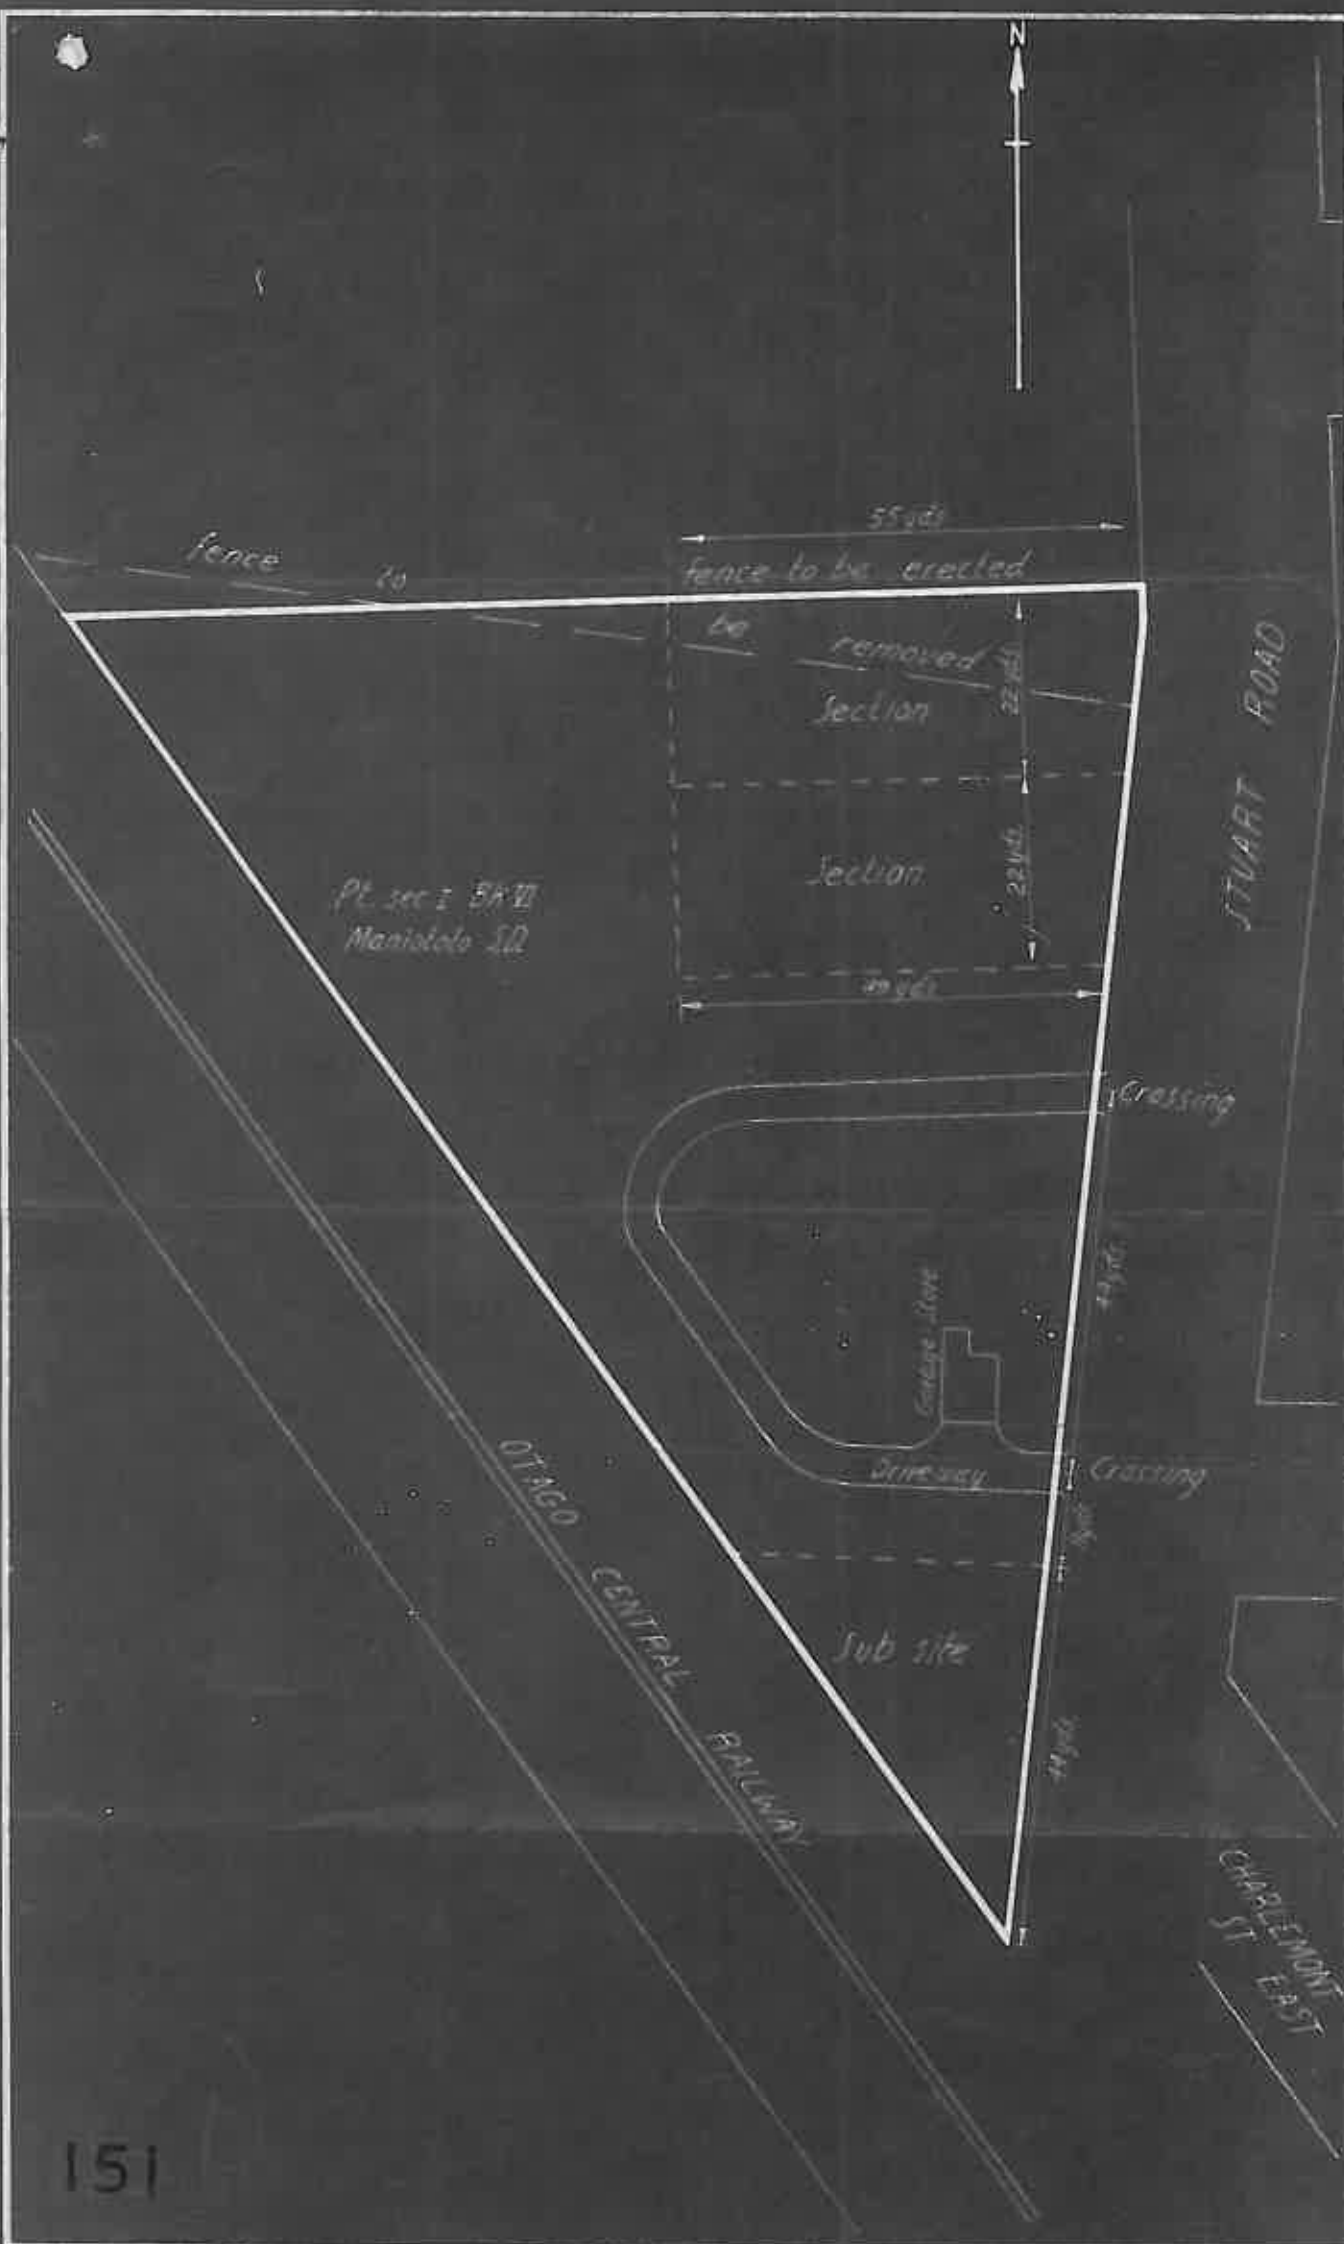 N
55 yds
fence to be erected
fence to be removed
22 yds
Section
STUART ROAD
Section
22 yds
Pt. sec I BK VI
Maniototo S.D.
yds
Crossing
44 yds
Garage Store
Driveway
Crossing
yds
OTAGO CENTRAL RAILWAY
Sub site
44 yds
CHARLEMONT
ST EAST
151